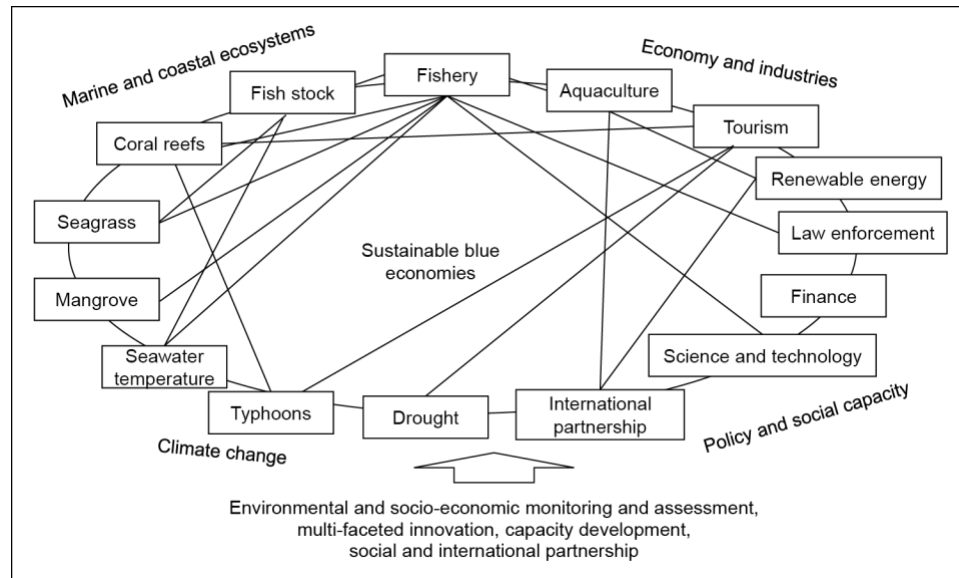 Marine and coastal ecosystems
Economy and industries
Fishery
Fish stock
Aquaculture
Coral reefs
Tourism
Renewable energy
Seagrass
Law enforcement
Sustainable blue
economies
Mangrove
Finance
Seawater
temperature
Science and technology
Typhoons
Drought
International
partnership
Policy and social capacity
Climate change
Environmental and socio-economic monitoring and assessment,
multi-faceted innovation, capacity development,
social and international partnership